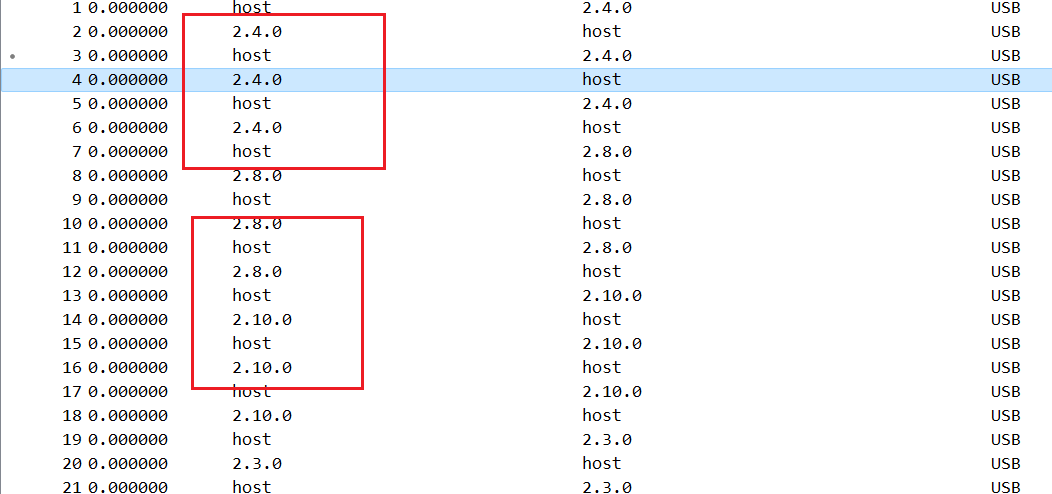 1 0.000000 host 2.4.0 USB
2 0.000000 2.4.0 host USB
3 0.000000 host 2.4.0 USB
4 0.000000 2.4.0 host USB
5 0.000000 host 2.4.0 USB
6 0.000000 2.4.0 host USB
7 0.000000 host 2.8.0 USB
8 0.000000 2.8.0 host USB
9 0.000000 host 2.8.0 USB
10 0.000000 2.8.0 host USB
11 0.000000 host 2.8.0 USB
12 0.000000 2.8.0 host USB
13 0.000000 host 2.10.0 USB
14 0.000000 2.10.0 host USB
15 0.000000 host 2.10.0 USB
16 0.000000 2.10.0 host USB
17 0.000000 host 2.10.0 USB
18 0.000000 2.10.0 host USB
19 0.000000 host 2.3.0 USB
20 0.000000 2.3.0 host USB
21 0.000000 host 2.3.0 USB